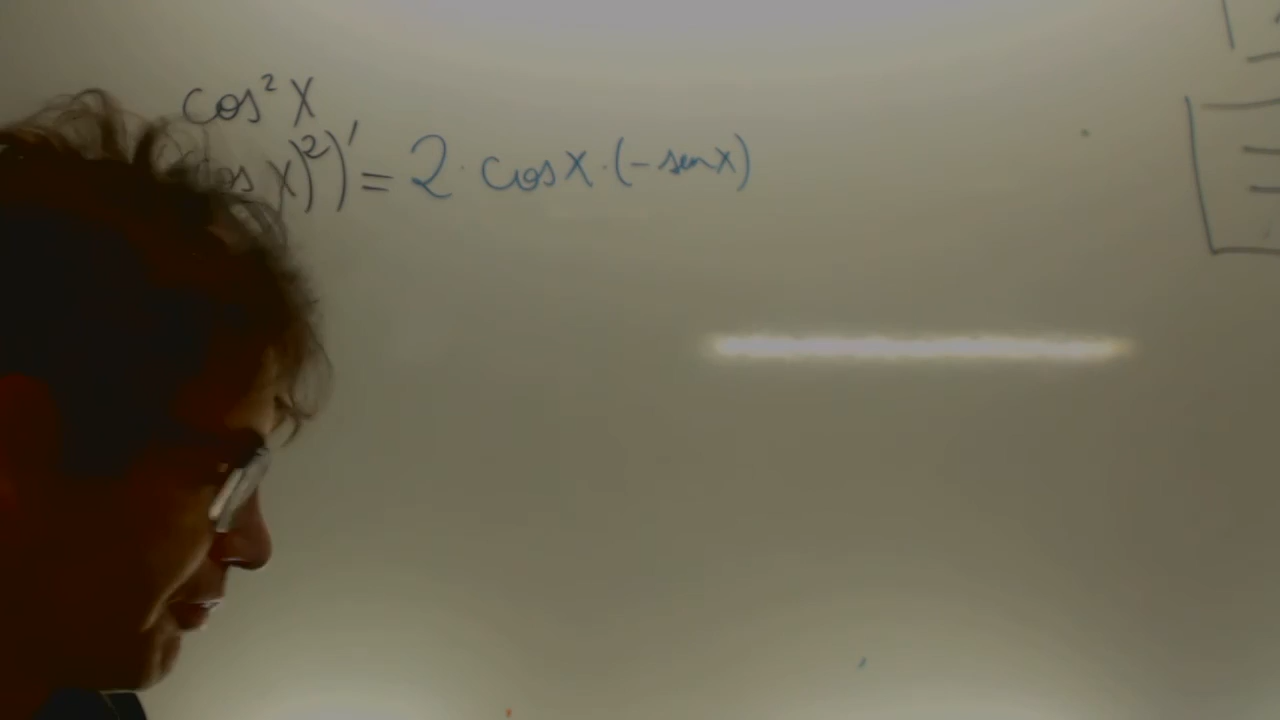 cos² x
cos x)²)' = 2 · cos x · (- sen x)